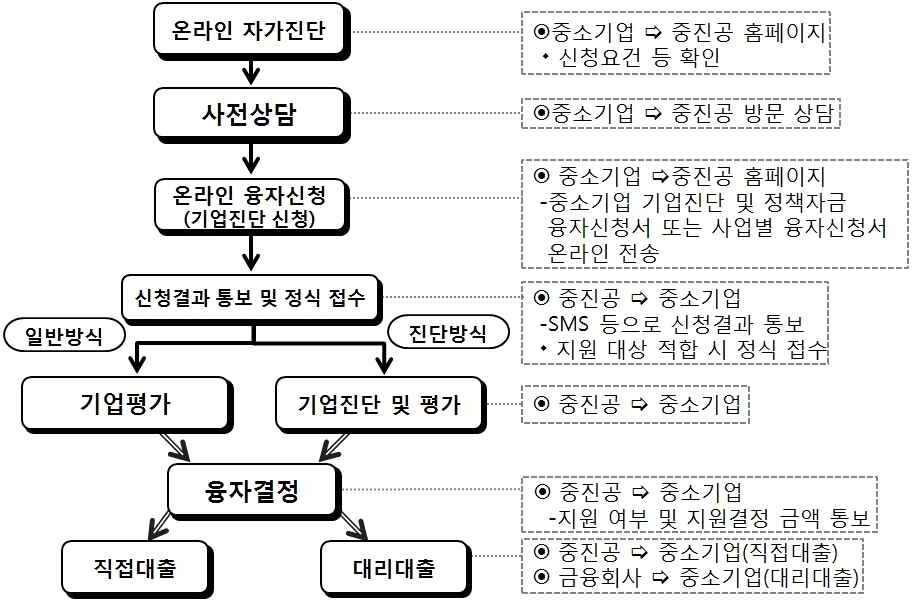 온라인 자가진단
◉중소기업 ⇨ 중진공 홈페이지
・신청요건 등 확인
사전상담
◉중소기업 ⇨ 중진공 방문 상담
온라인 융자신청
(기업진단 신청)
◉ 중소기업 ⇨중진공 홈페이지
-중소기업 기업진단 및 정책자금
융자신청서 또는 사업별 융자신청서
온라인 전송
신청결과 통보 및 정식 접수
◉ 중진공 ⇨ 중소기업
-SMS 등으로 신청결과 통보
・지원 대상 적합 시 정식 접수
일반방식
진단방식
기업평가
기업진단 및 평가
◉ 중진공 ⇨ 중소기업
융자결정
◉ 중진공 ⇨ 중소기업
-지원 여부 및 지원결정 금액 통보
직접대출
대리대출
◉ 중진공 ⇨ 중소기업(직접대출)
◉ 금융회사 ⇨ 중소기업(대리대출)